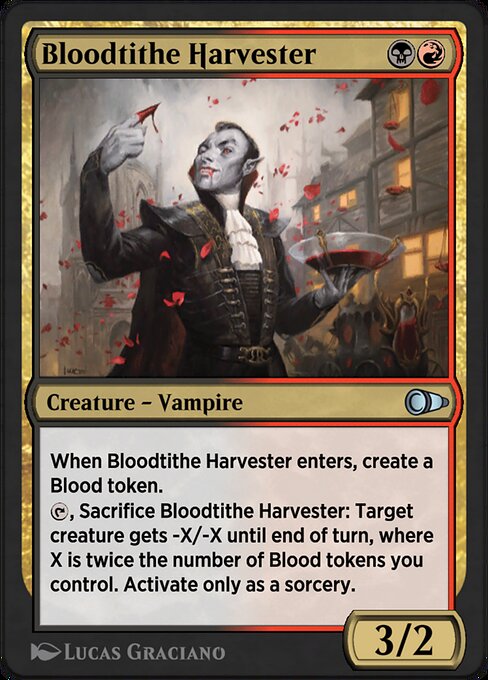 Bloodtithe Harvester
Creature – Vampire
When Bloodtithe Harvester enters, create a
Blood token.
, Sacrifice Bloodtithe Harvester: Target
creature gets -X/-X until end of turn, where
X is twice the number of Blood tokens you
control. Activate only as a sorcery.
3/2
Lucas Graciano